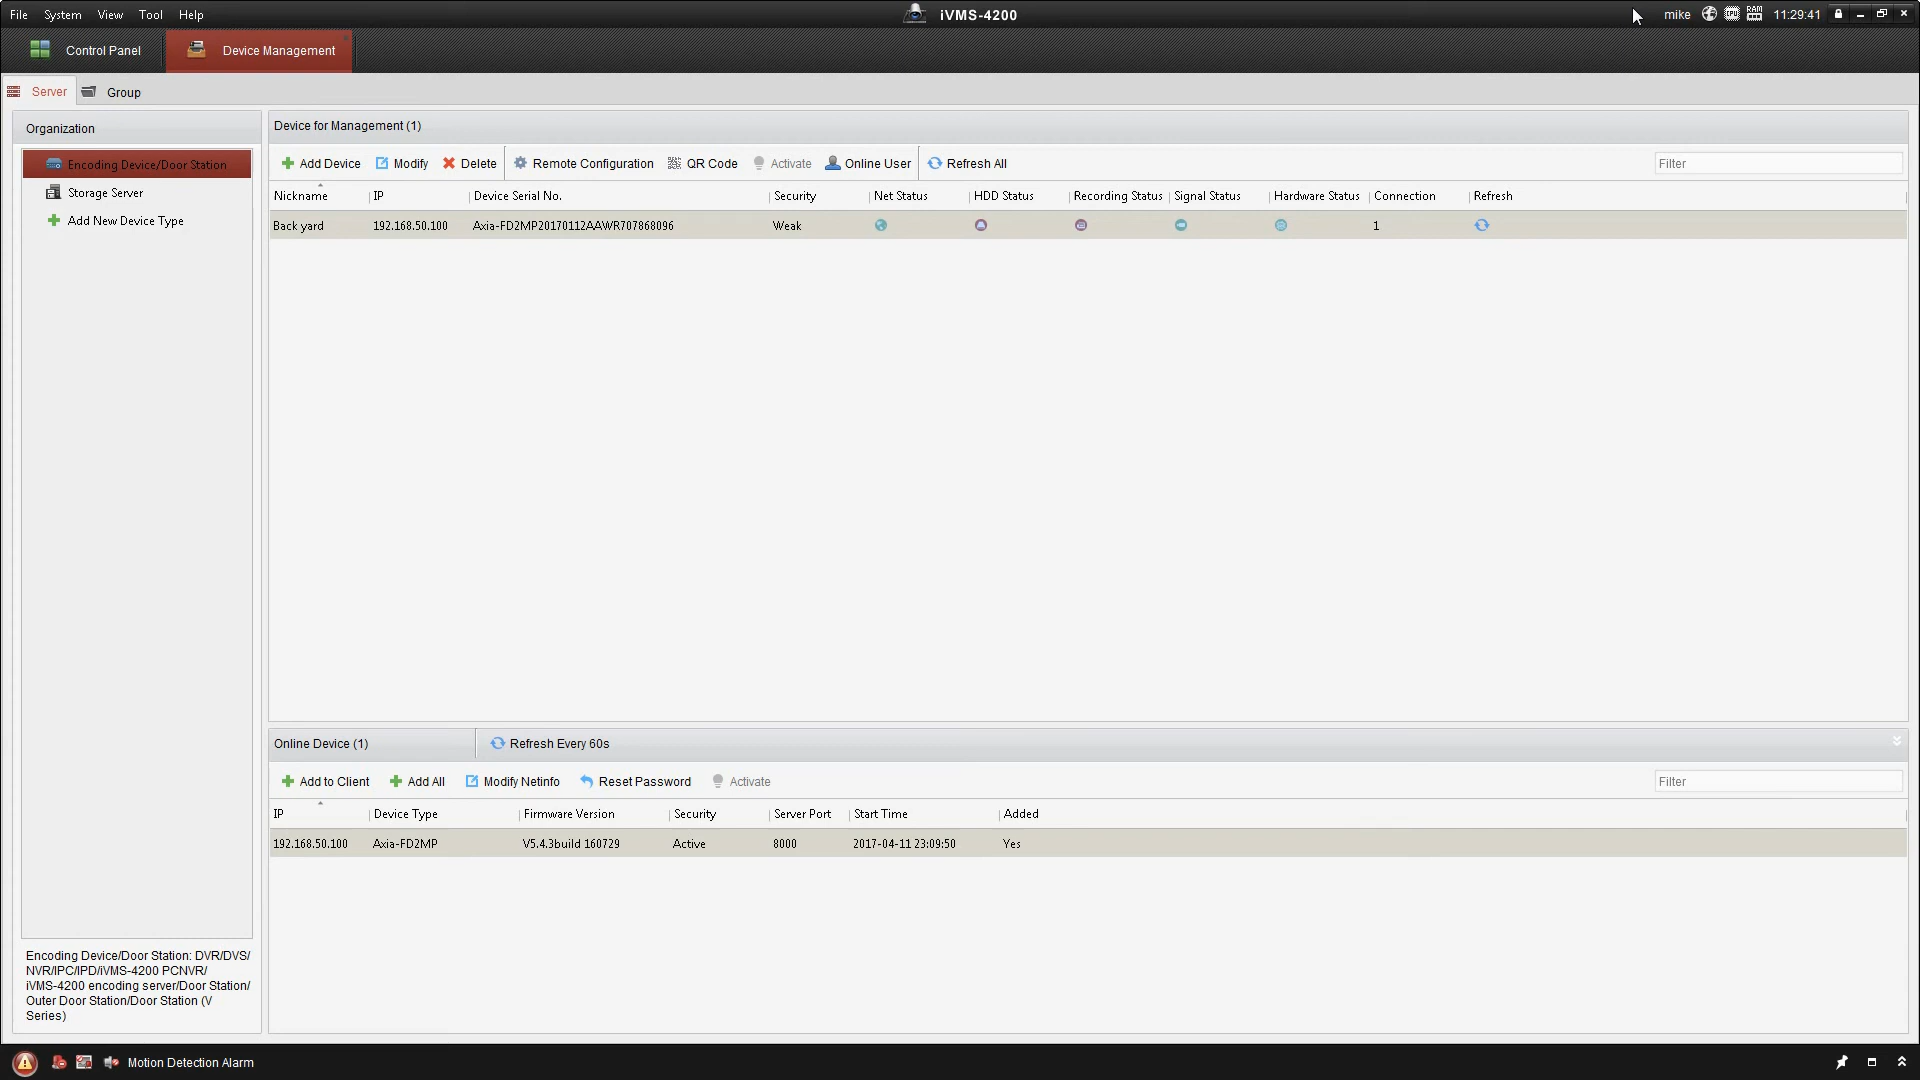 File System View Tool Help iVMS-4200 mike CPU RAM 11:29:41
Control Panel Device Management
Server Group
Organization
Encoding Device/Door Station
Storage Server
Add New Device Type
Encoding Device/Door Station: DVR/DVS/
NVR/IPC/IPD/iVMS-4200 PCNVR/
iVMS-4200 encoding server/Door Station/
Outer Door Station/Door Station (V
Series)
Device for Management (1)
Add Device Modify Delete Remote Configuration QR Code Activate Online User Refresh All Filter
Nickname IP Device Serial No. Security Net Status HDD Status Recording Status Signal Status Hardware Status Connection Refresh
Back yard 192.168.50.100 Axia-FD2MP20170112AAWR707868096 Weak 1
Online Device (1) Refresh Every 60s
Add to Client Add All Modify Netinfo Reset Password Activate Filter
IP Device Type Firmware Version Security Server Port Start Time Added
192.168.50.100 Axia-FD2MP V5.4.3build 160729 Active 8000 2017-04-11 23:09:50 Yes
Motion Detection Alarm